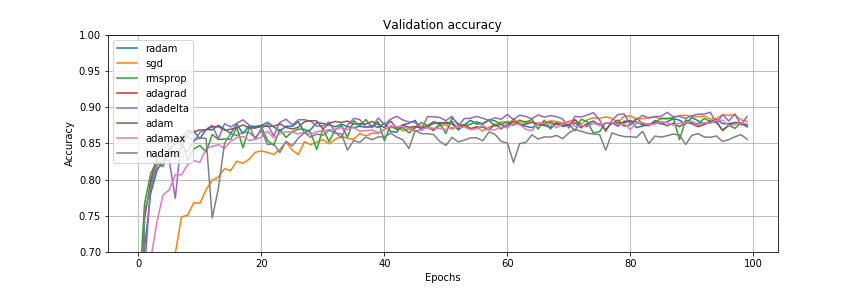 Validation accuracy
1.00
0.95
0.90
0.85
0.80
0.75
0.70
Accuracy
radam
sgd
rmsprop
adagrad
adadelta
adam
adamax
nadam
0 20 40 60 80 100
Epochs